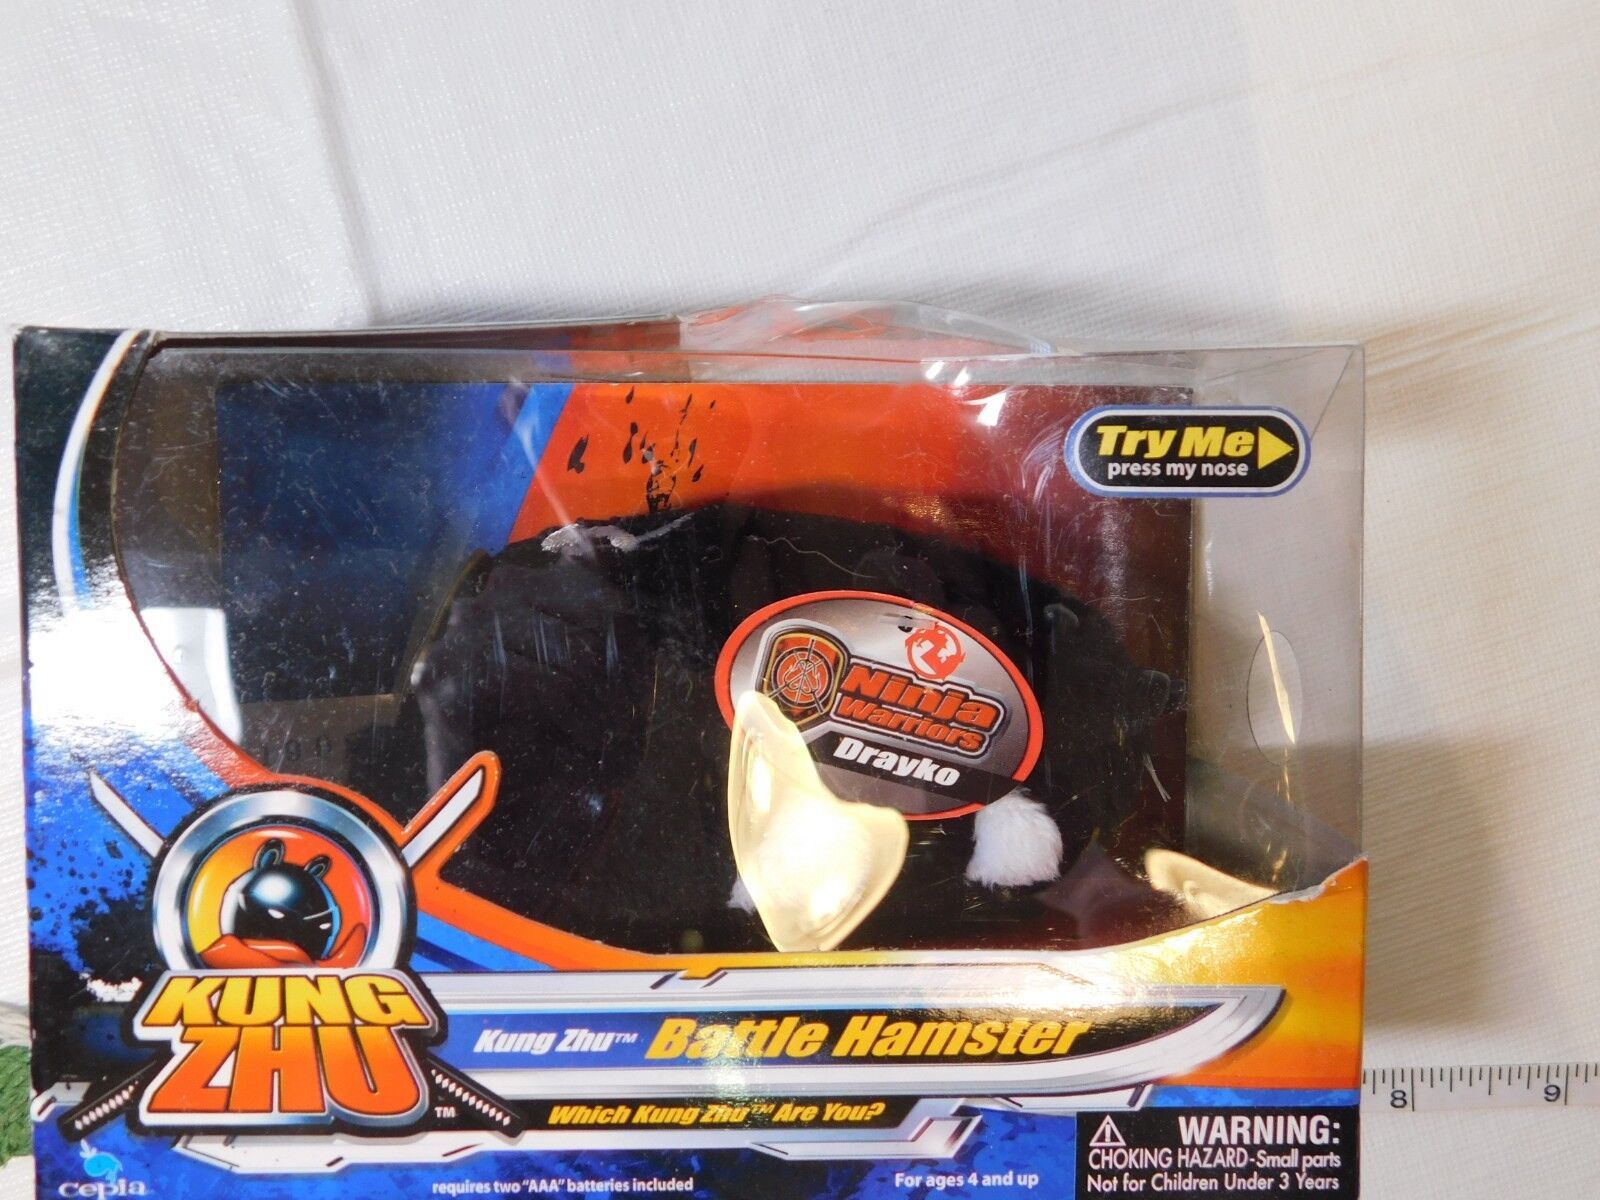 Try Me
press my nose
Ninja
Warriors
Drayko
KUNG
ZHU
TM
Kung Zhu™ Battle Hamster
Which Kung Zhu™ Are You?
cepia
requires two "AAA" batteries included
For ages 4 and up
WARNING:
CHOKING HAZARD-Small parts
Not for Children Under 3 Years
8
9